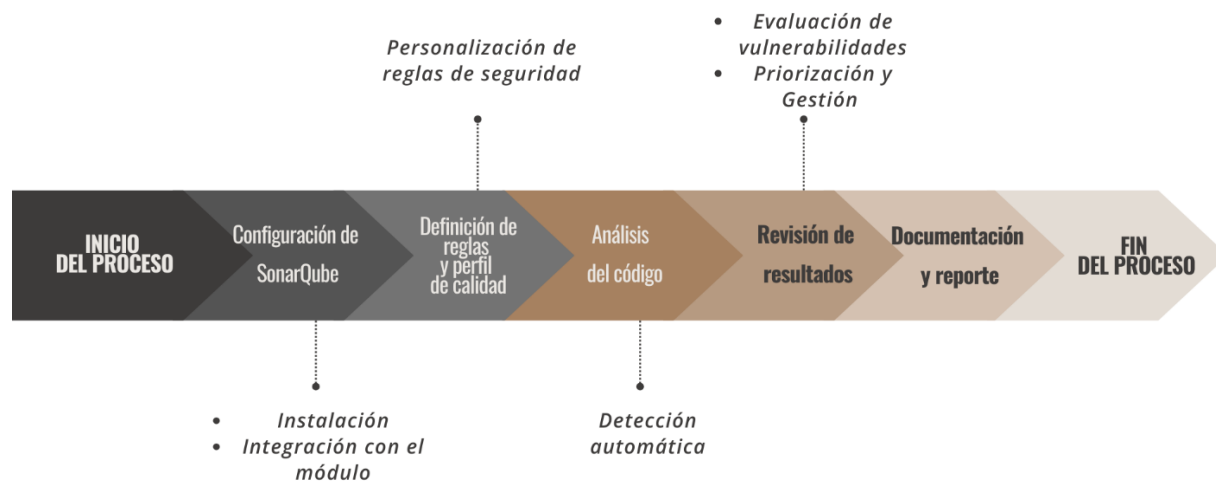 Personalización de
reglas de seguridad
• Evaluación de
vulnerabilidades
• Priorización y
Gestión
INICIO
DEL PROCESO
Configuración de
SonarQube
Definición de
reglas
y perfil
de calidad
Análisis
del código
Revisión de
resultados
Documentación
y reporte
FIN
DEL PROCESO
• Instalación
• Integración con el
módulo
Detección
automática